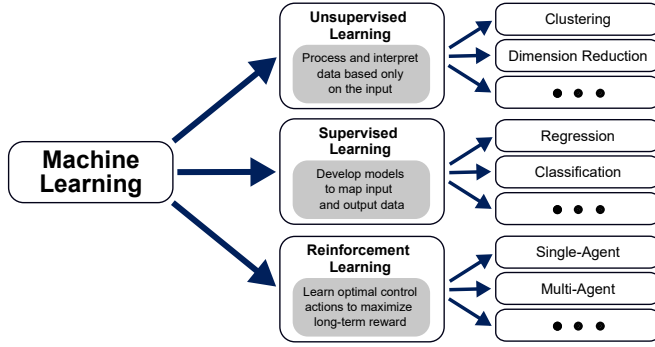 Machine
Learning
Unsupervised
Learning
Process and interpret
data based only
on the input
Clustering
Dimension Reduction
Supervised
Learning
Develop models
to map input
and output data
Regression
Classification
Reinforcement
Learning
Learn optimal control
actions to maximize
long-term reward
Single-Agent
Multi-Agent